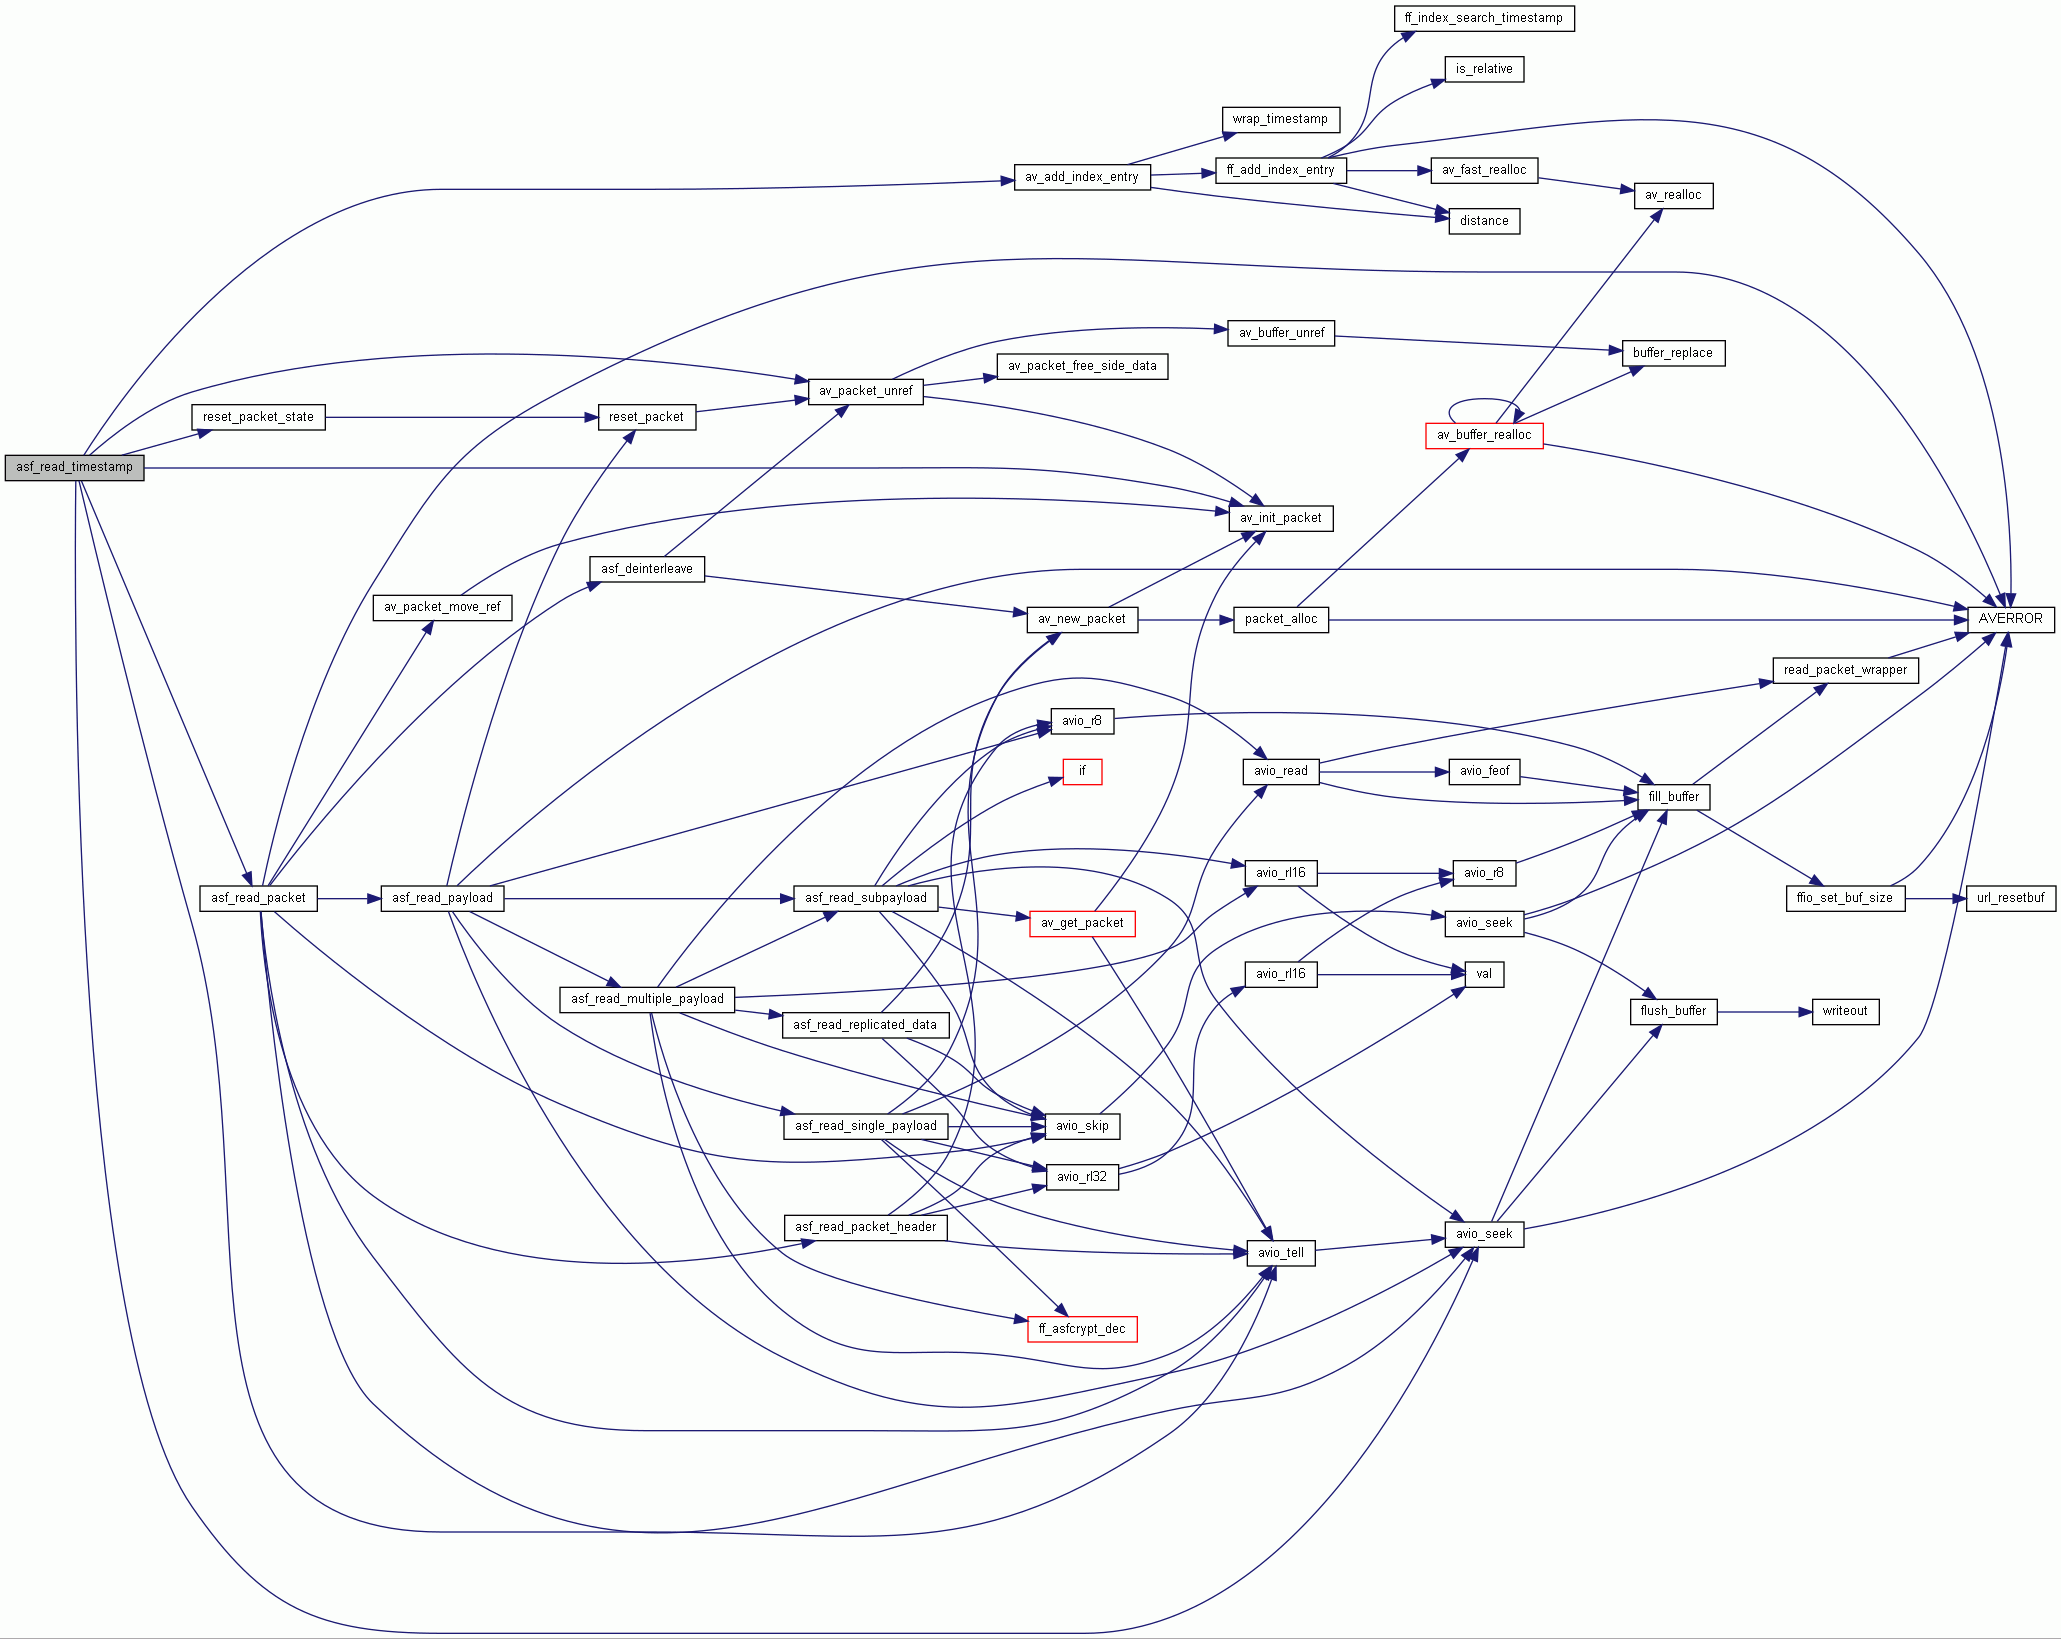 ff_index_search_timestamp
is_relative
wrap_timestamp
av_add_index_entry
ff_add_index_entry
av_fast_realloc
av_realloc
distance
av_buffer_unref
buffer_replace
av_packet_free_side_data
av_packet_unref
reset_packet_state
reset_packet
av_buffer_realloc
asf_read_timestamp
av_init_packet
asf_deinterleave
av_packet_move_ref
av_new_packet
packet_alloc
AVERROR
read_packet_wrapper
avio_r8
avio_read
avio_feof
if
fill_buffer
avio_rl16
avio_r8
asf_read_packet
asf_read_payload
asf_read_subpayload
ffio_set_buf_size
url_resetbuf
av_get_packet
avio_seek
avio_rl16
val
asf_read_multiple_payload
flush_buffer
writeout
asf_read_replicated_data
asf_read_single_payload
avio_skip
avio_rl32
asf_read_packet_header
avio_tell
avio_seek
ff_asfcrypt_dec